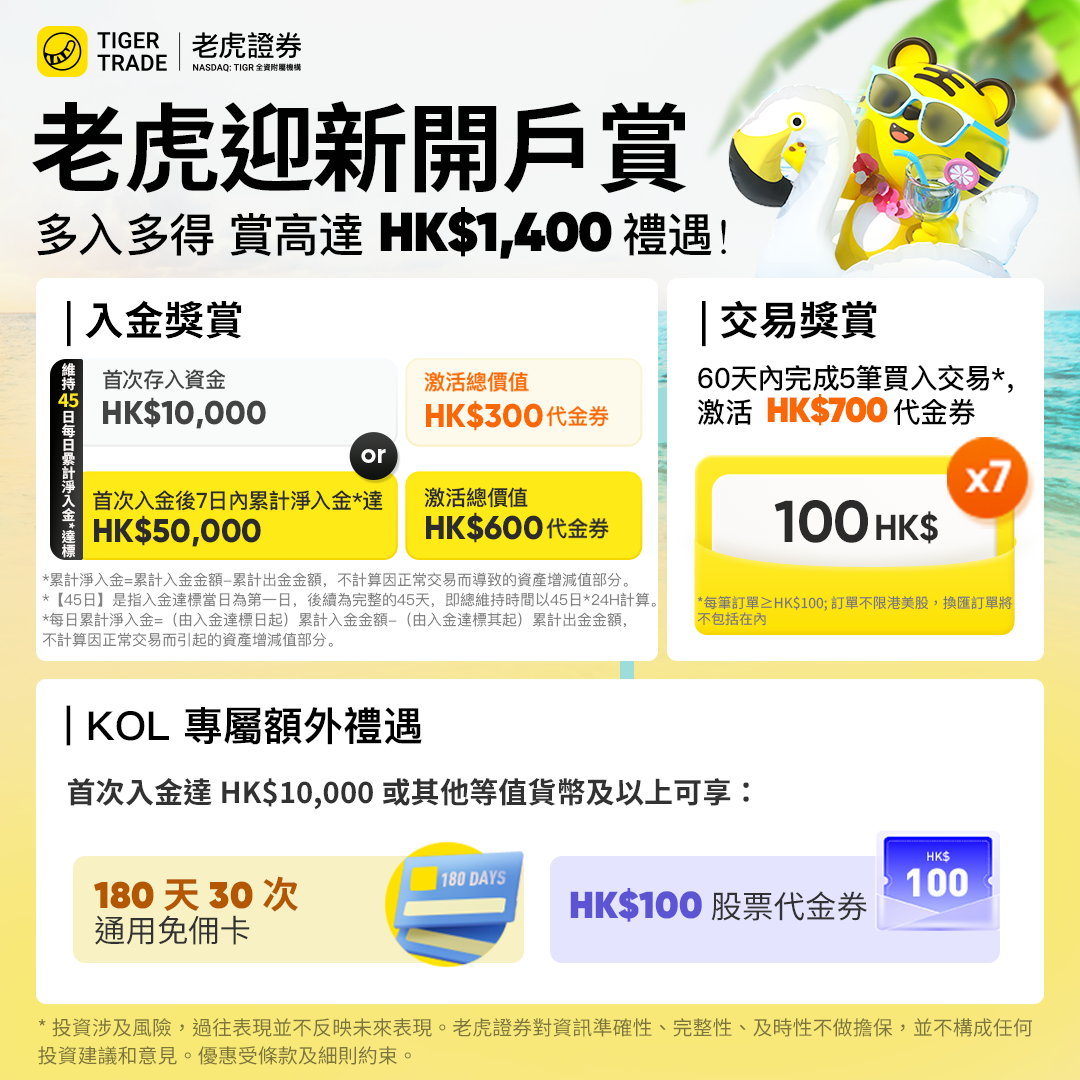 TIGER TRADE
老虎證券
NASDAQ: TIGR 全資附屬機構
老虎迎新開戶賞
多入多得 賞高達 HK$1,400 禮遇!
入金獎賞
維持45日每日纍計淨入金*達標
首次存入資金
HK$10,000
激活總價值
HK$300代金券
or
首次入金後7日內累計淨入金*達
HK$50,000
激活總價值
HK$600代金券
*累計淨入金=累計入金金額–累計出金金額，不計算因正常交易而導致的資產增減值部分。
*【45日】是指入金達標當日為第一日，後續為完整的45天，即總維持時間以45日*24H計算。
*每日累計淨入金=（由入金達標日起）累計入金金額–（由入金達標其起）累計出金金額，
不計算因正常交易而引起的資產增減值部分。
交易獎賞
60天內完成5筆買入交易*，
激活 HK$700 代金券
x7
100 HK$
*每筆訂單≥HK$100; 訂單不限港美股，換匯訂單將
不包括在內
KOL 專屬額外禮遇
首次入金達 HK$10,000 或其他等值貨幣及以上可享：
180 天 30 次
通用免佣卡
180 DAYS
HK$100 股票代金券
HK$
100
* 投資涉及風險，過往表現並不反映未來表現。老虎證券對資訊準確性、完整性、及時性不做擔保，並不構成任何
投資建議和意見。優惠受條款及細則約束。